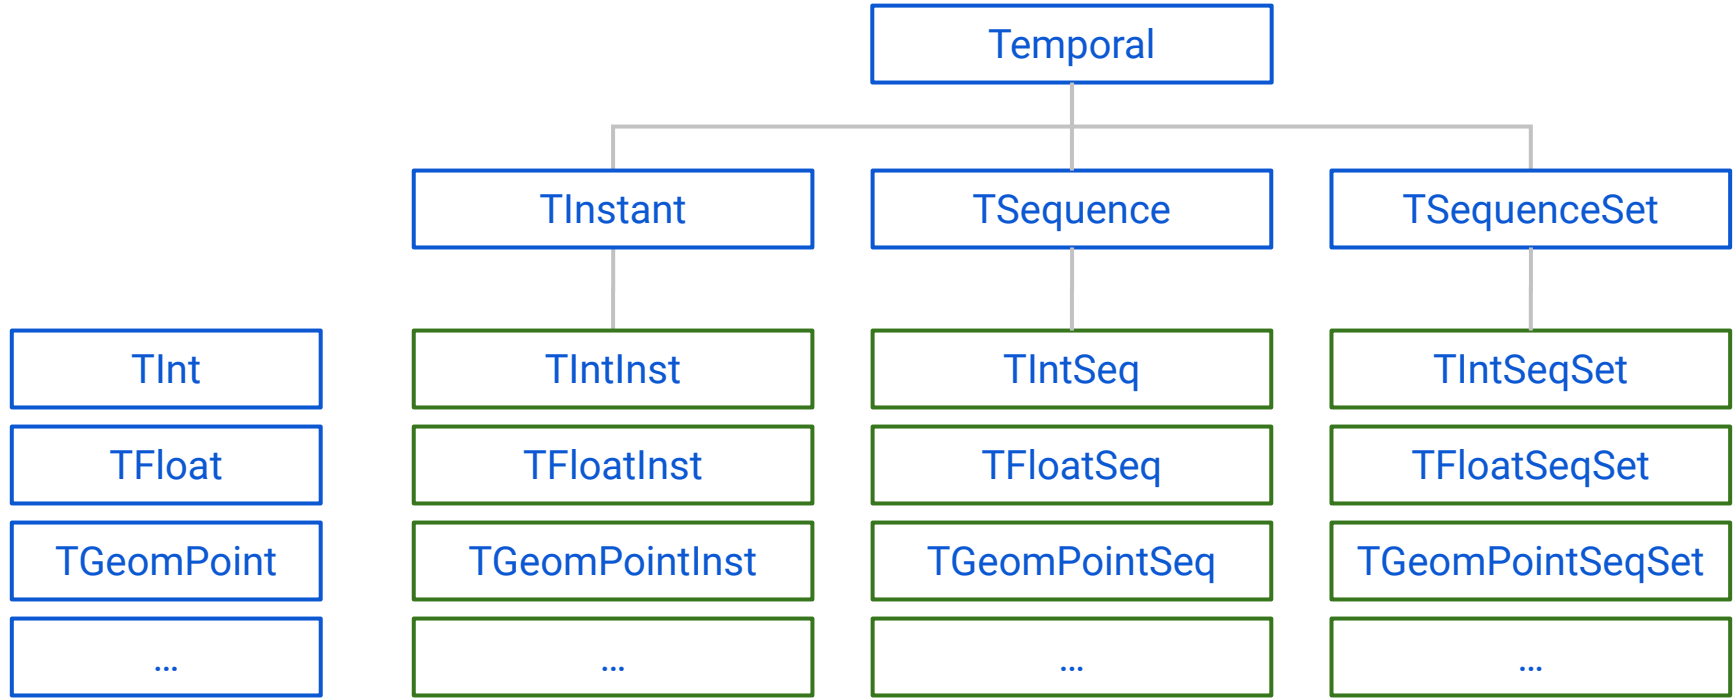 Temporal
TInstant
TSequence
TSequenceSet
TInt
TIntInst
TIntSeq
TIntSeqSet
TFloat
TFloatInst
TFloatSeq
TFloatSeqSet
TGeomPoint
TGeomPointInst
TGeomPointSeq
TGeomPointSeqSet
...
...
...
...